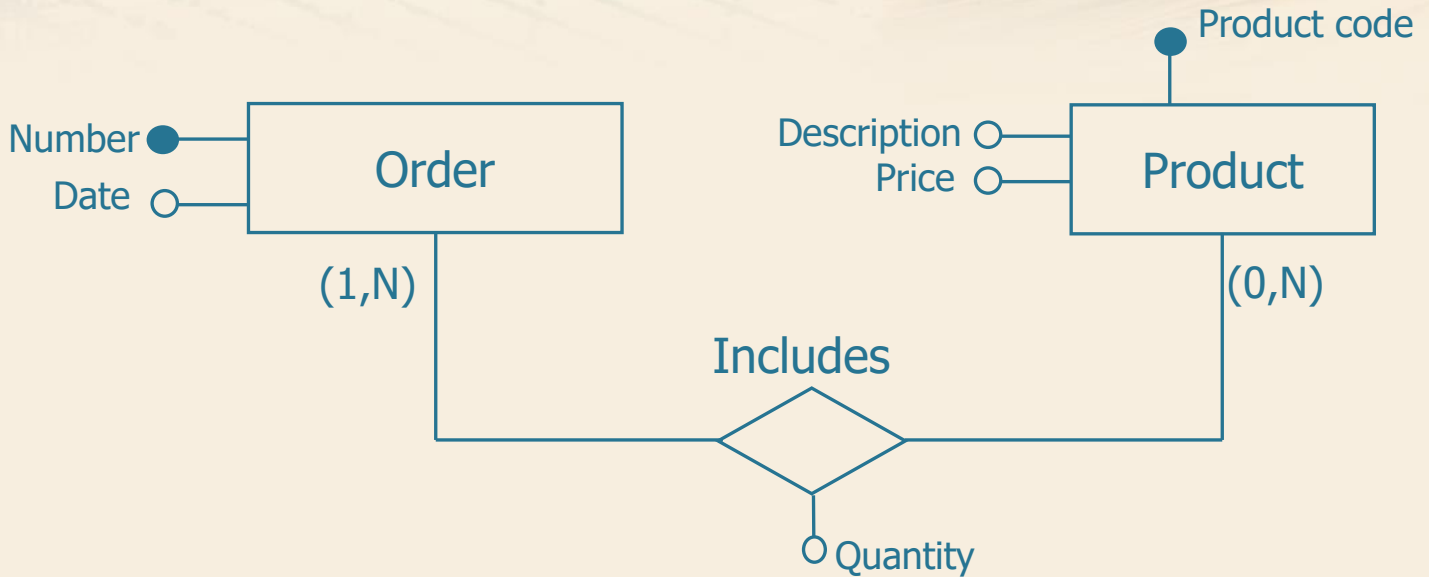 Product code
Number
Order
Date
Description
Price
Product
(1,N)
(0,N)
Includes
Quantity